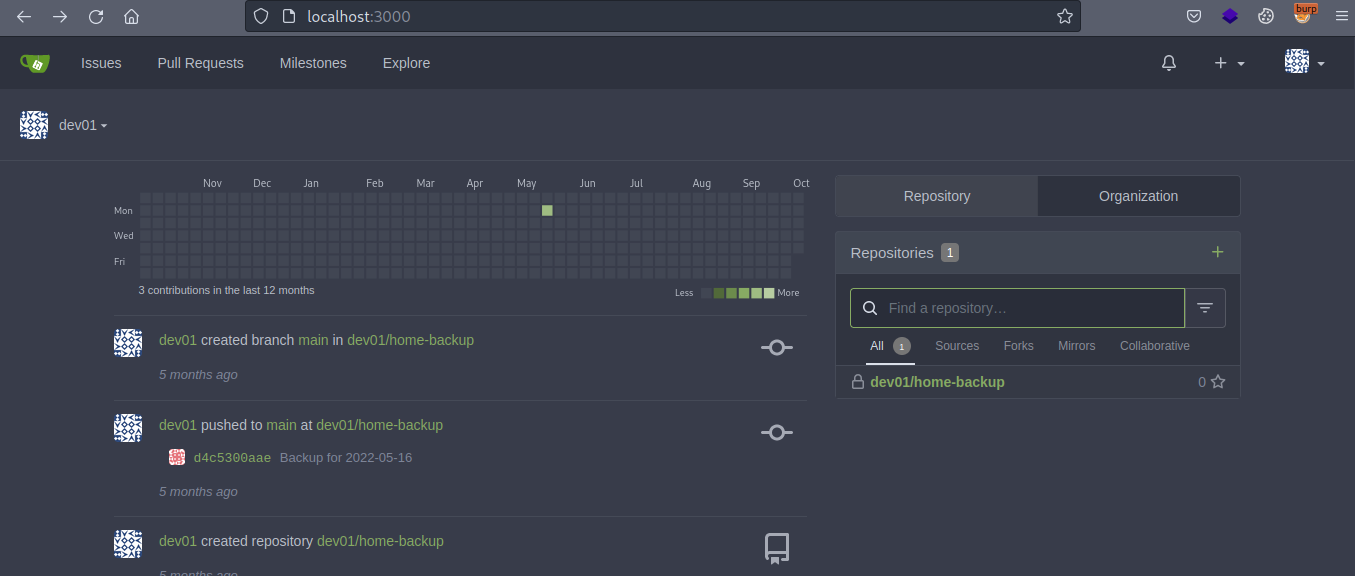 burp
localhost:3000
Issues Pull Requests Milestones Explore
dev01
Nov Dec Jan Feb Mar Apr May Jun Jul Aug Sep Oct
Mon
Wed
Fri
3 contributions in the last 12 months
Less More
dev01 created branch main in dev01/home-backup
5 months ago
dev01 pushed to main at dev01/home-backup
d4c5300aae Backup for 2022-05-16
5 months ago
dev01 created repository dev01/home-backup
5 months ago
Repository Organization
Repositories 1
Find a repository…
All 1 Sources Forks Mirrors Collaborative
dev01/home-backup 0